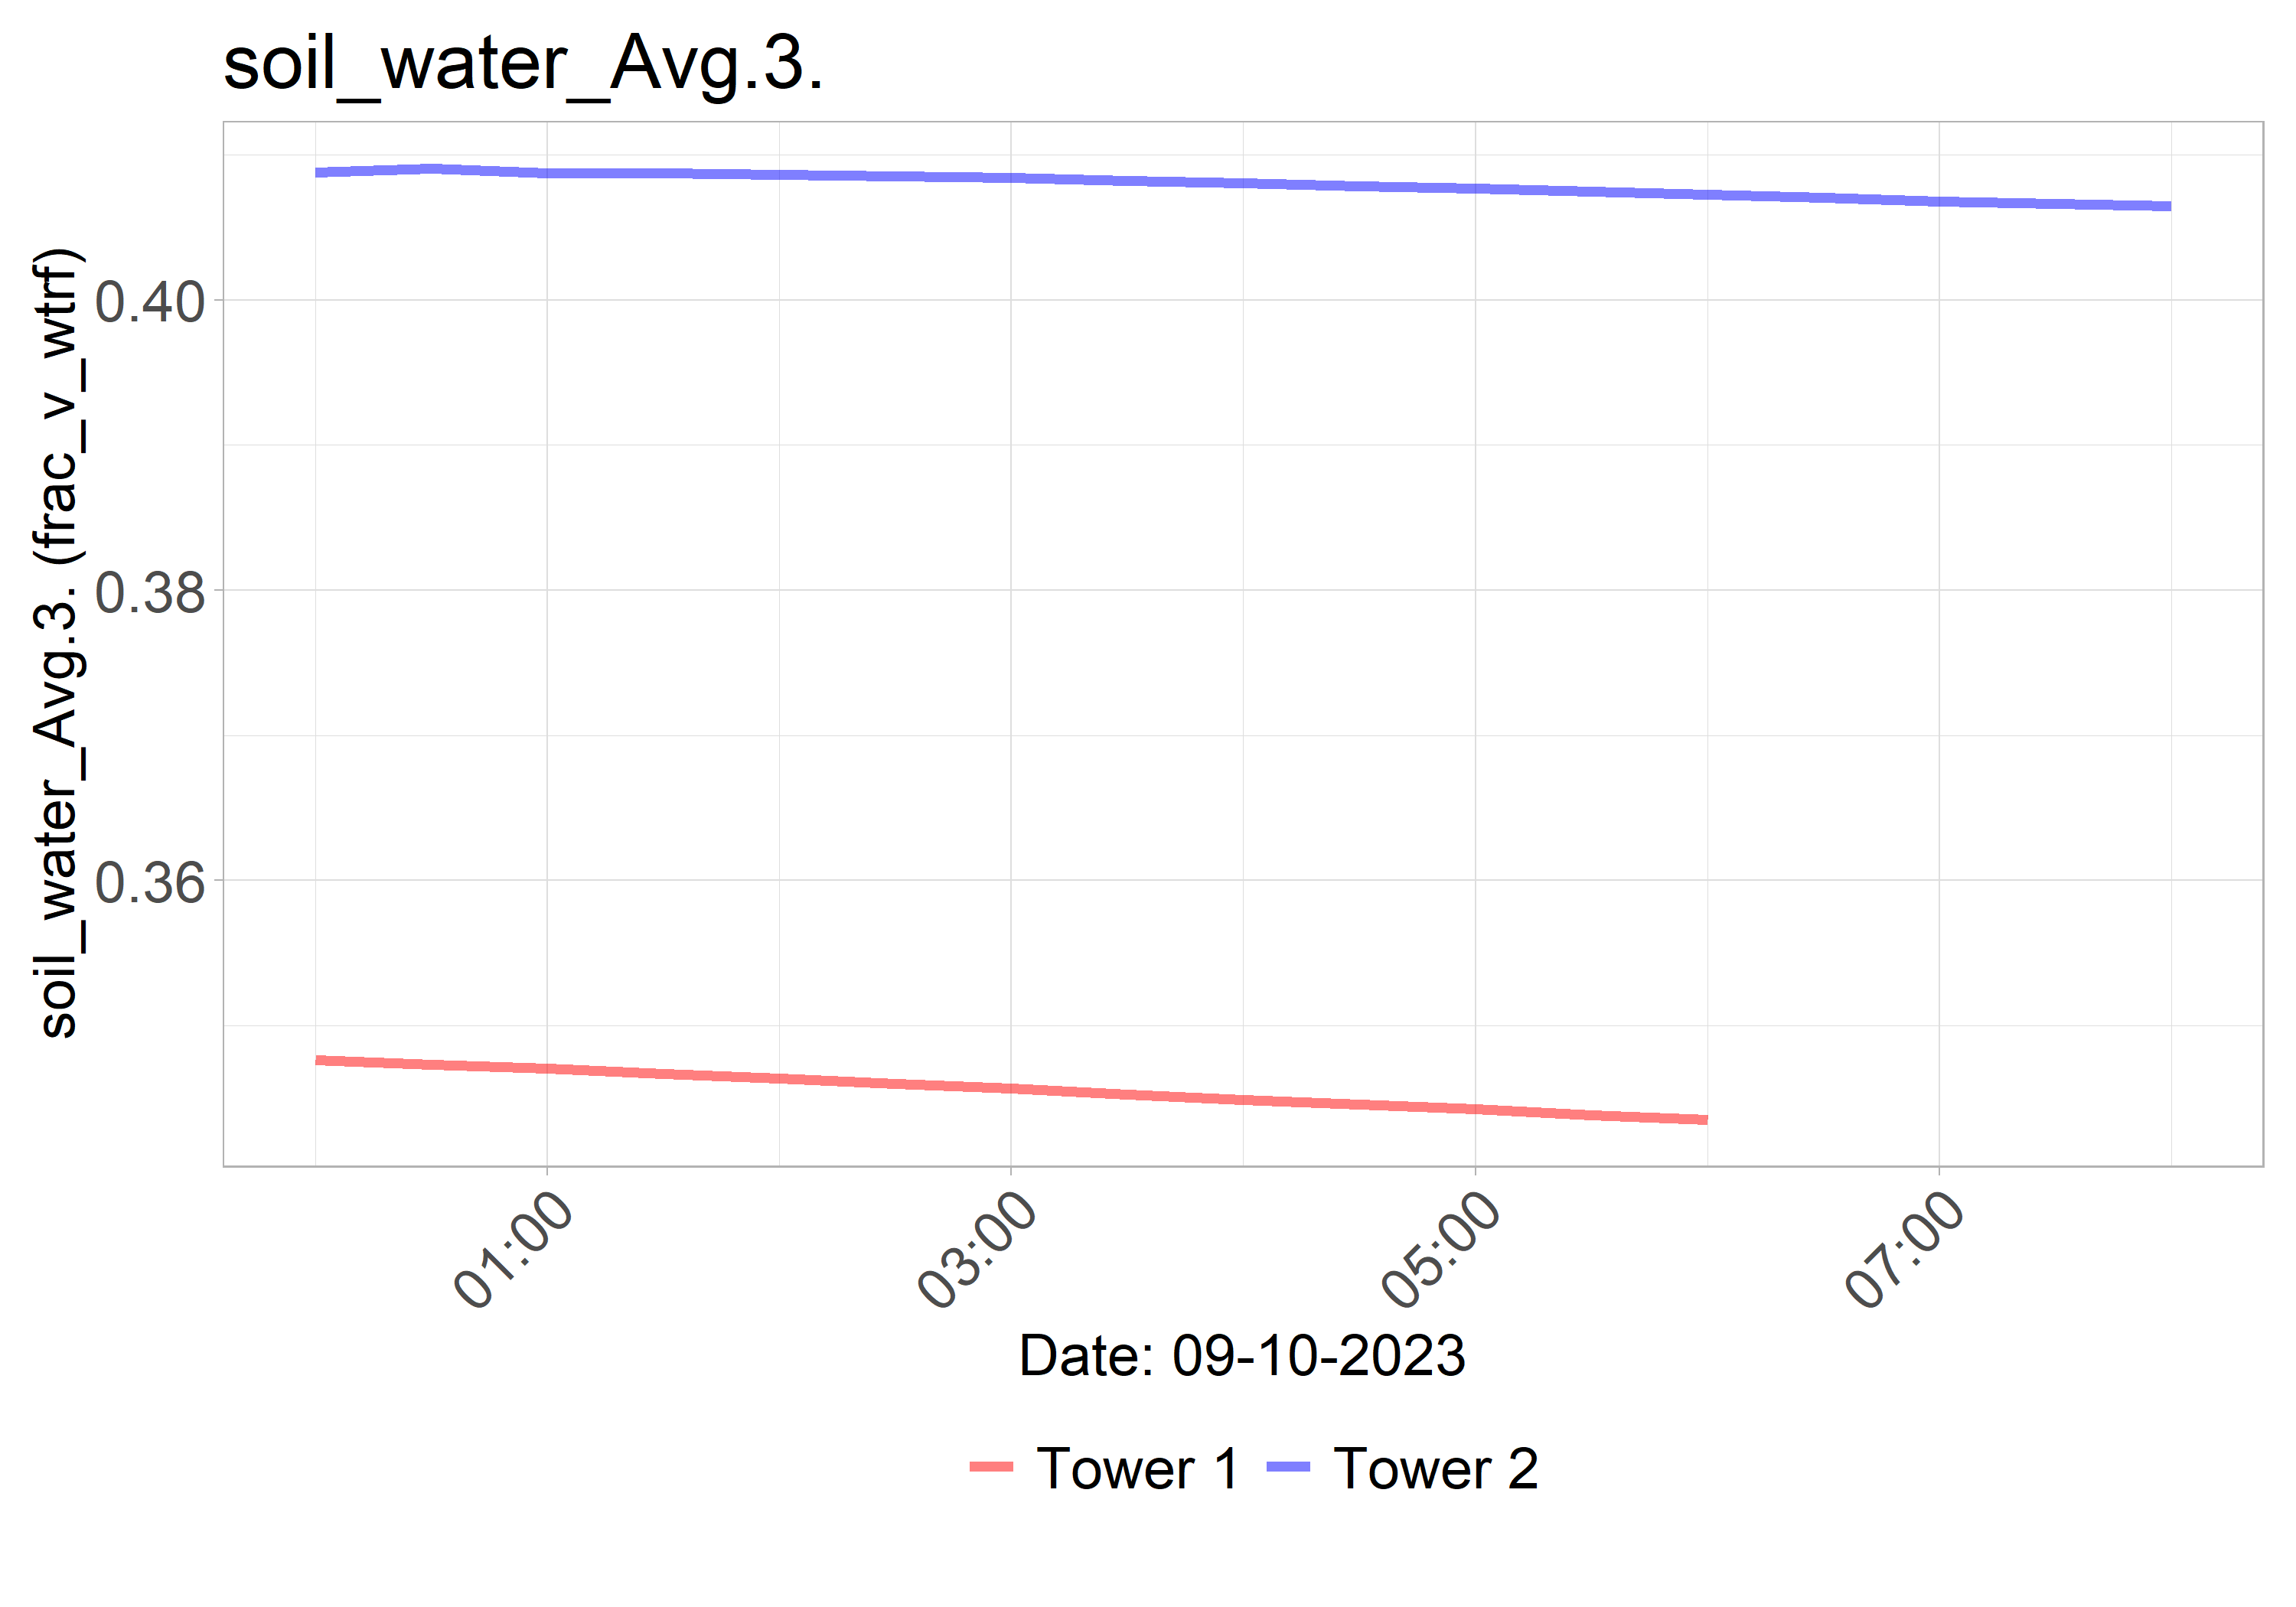 soil_water_Avg.3.
soil_water_Avg.3. (frac_v_wtrf)
0.40
0.38
0.36
01:00
03:00
05:00
07:00
Date: 09-10-2023
Tower 1
Tower 2